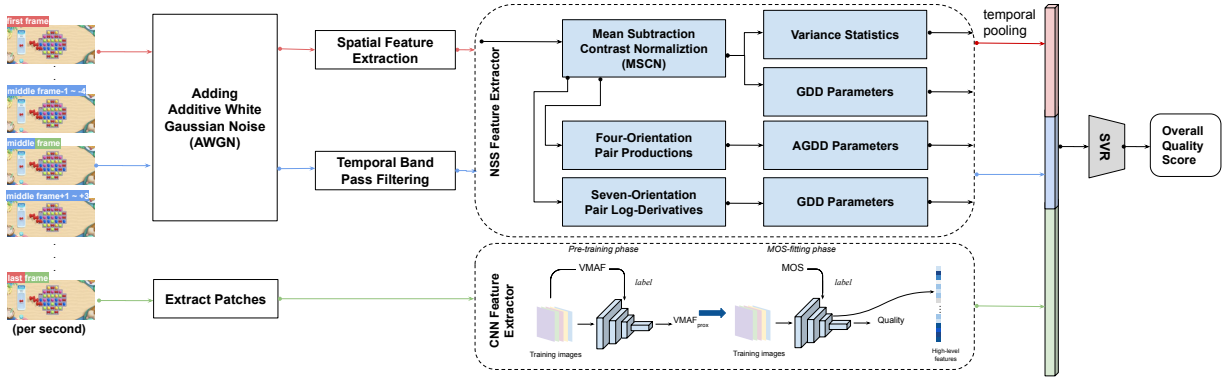 first frame
middle frame-1 ~ -4
middle frame
middle frame+1 ~ +3
last frame
(per second)
Adding
Additive White
Gaussian Noise
(AWGN)
Extract Patches
Spatial Feature
Extraction
Temporal Band
Pass Filtering
NSS Feature Extractor
Mean Subtraction
Contrast Normaliztion
(MSCN)
Variance Statistics
GDD Parameters
Four-Orientation
Pair Productions
AGDD Parameters
Seven-Orientation
Pair Log-Derivatives
GDD Parameters
CNN Feature
Extractor
Pre-training phase
VMAF
label
Training images
VMAF prox
MOS-fitting phase
MOS
label
Training images
Quality
High-level
features
temporal
pooling
SVR
Overall
Quality
Score